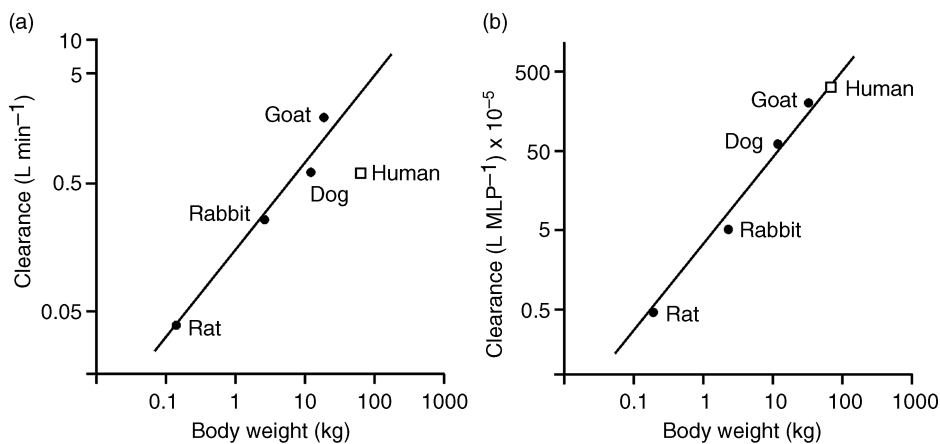 (a)
10
5
0.5
0.05
Clearance (L min⁻¹)
Goat
Human
Dog
Rabbit
Rat
0.1 1 10 100 1000
Body weight (kg)
(b)
500
50
5
0.5
Clearance (L MLP⁻¹) x 10⁻⁵
Goat
Human
Dog
Rabbit
Rat
0.1 1 10 100 1000
Body weight (kg)